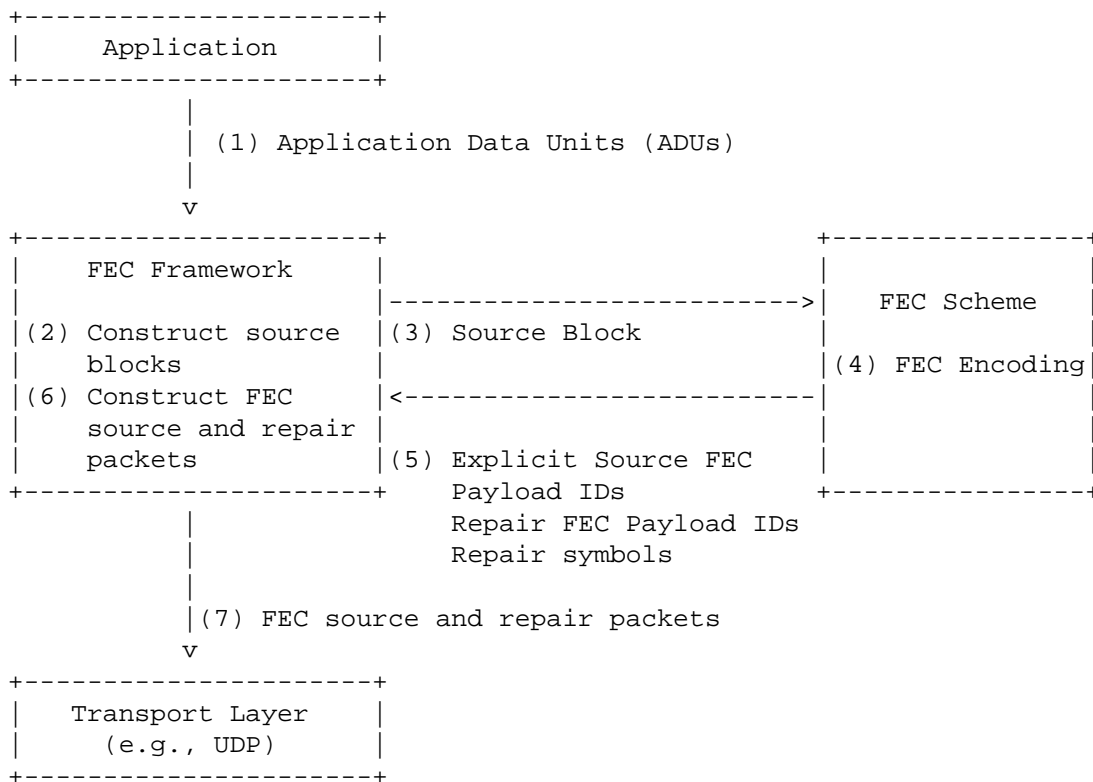 Application
(1) Application Data Units (ADUs)
FEC Framework
FEC Scheme
(2) Construct source
blocks
(3) Source Block
(4) FEC Encoding
(6) Construct FEC
source and repair
packets
(5) Explicit Source FEC
Payload IDs
Repair FEC Payload IDs
Repair symbols
(7) FEC source and repair packets
Transport Layer
(e.g., UDP)